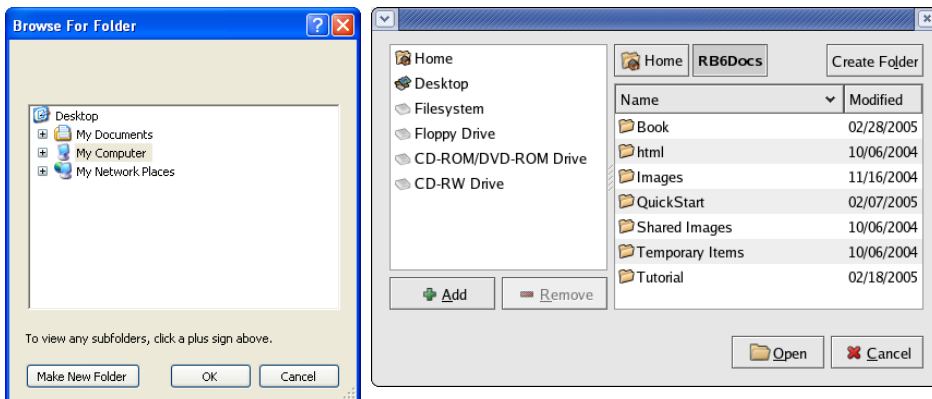 Browse For Folder
Desktop
My Documents
My Computer
My Network Places
To view any subfolders, click a plus sign above.
Make New Folder OK Cancel
Home
Desktop
Filesystem
Floppy Drive
CD-ROM/DVD-ROM Drive
CD-RW Drive
Add Remove
Home RB6Docs Create Folder
Name Modified
Book 02/28/2005
html 10/06/2004
Images 11/16/2004
QuickStart 02/07/2005
Shared Images 10/06/2004
Temporary Items 10/06/2004
Tutorial 02/18/2005
Open Cancel